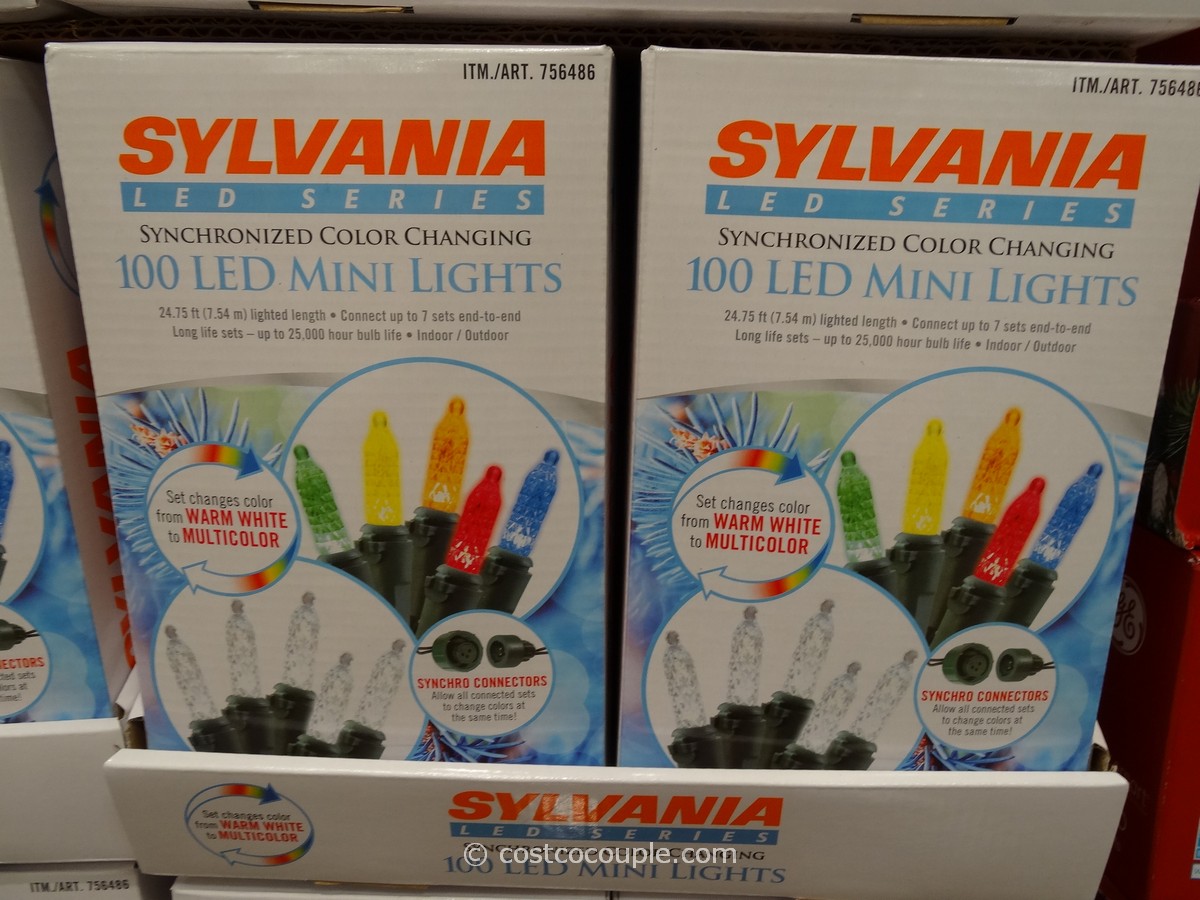 ITM./ART. 756486
SYLVANIA
LED SERIES
SYNCHRONIZED COLOR CHANGING
100 LED MINI LIGHTS
24.75 ft (7.54 m) lighted length • Connect up to 7 sets end-to-end
Long life sets – up to 25,000 hour bulb life • Indoor / Outdoor
Set changes color
from WARM WHITE
to MULTICOLOR
SYNCHRO CONNECTORS
Allow all connected sets
to change colors at
the same time!
ITM./ART. 756486
SYLVANIA
LED SERIES
SYNCHRONIZED COLOR CHANGING
100 LED MINI LIGHTS
24.75 ft (7.54 m) lighted length • Connect up to 7 sets end-to-end
Long life sets – up to 25,000 hour bulb life • Indoor / Outdoor
Set changes color
from WARM WHITE
to MULTICOLOR
SYNCHRO CONNECTORS
Allow all connected sets
to change colors at
the same time!
SYLVANIA
Set changes color
from WARM WHITE
to MULTICOLOR
SYLVANIA
LED SERIES
SYNCHRONIZED COLOR CHANGING
100 LED MINI LIGHTS
© costcocouple.com
ITM./ART. 756486
GE